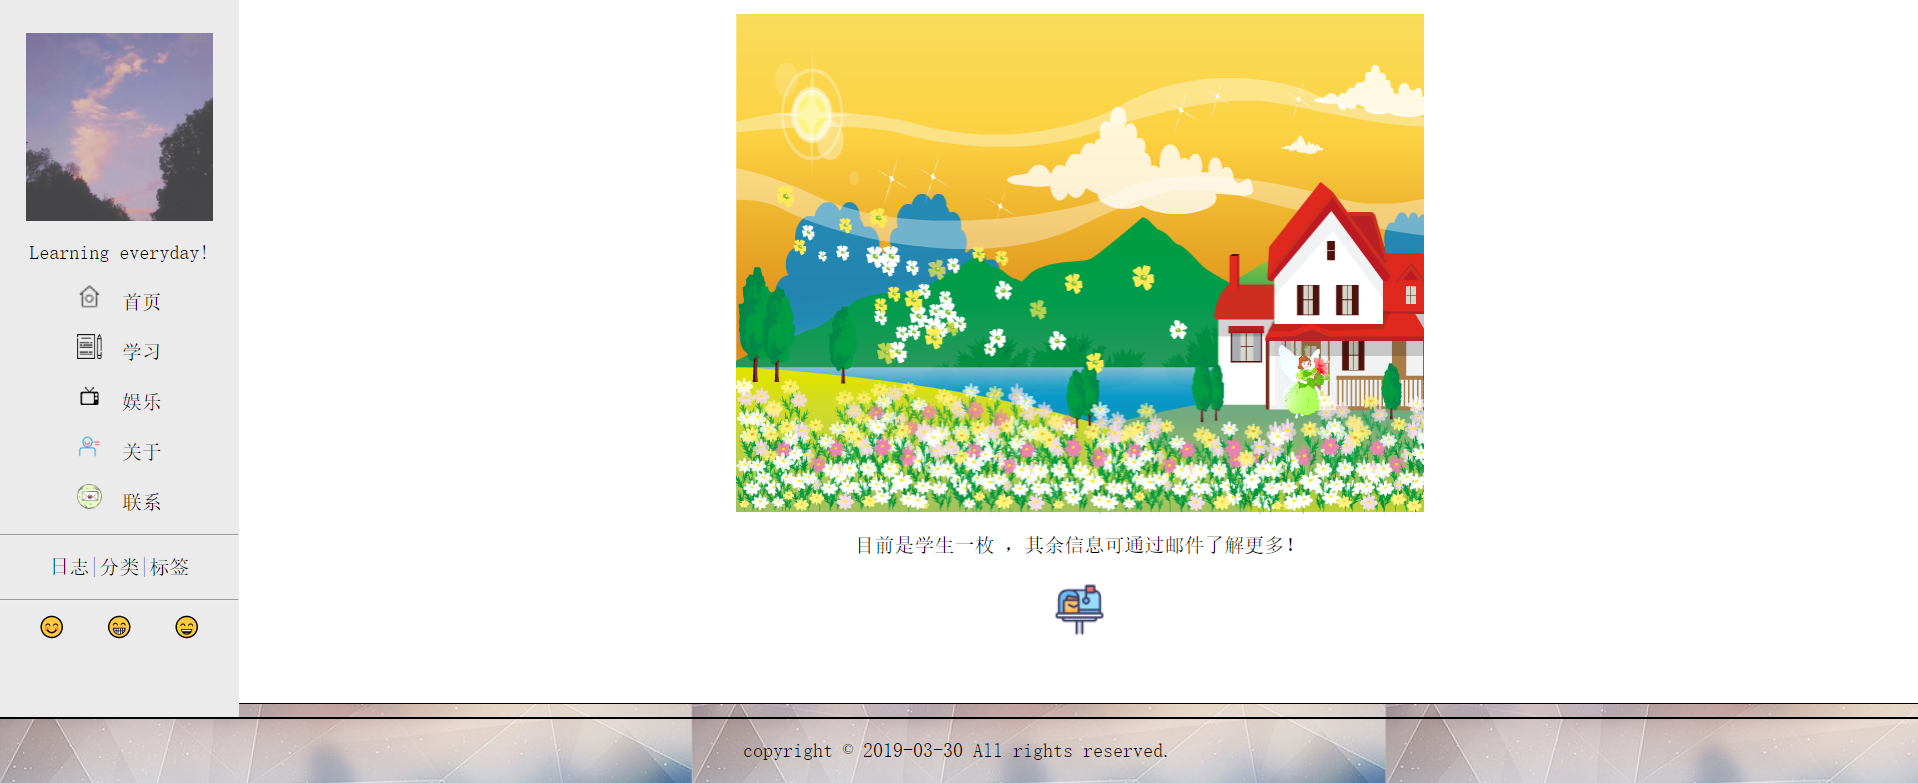 Learning everyday!
首页
学习
娱乐
关于
联系
日志|分类|标签
目前是学生一枚 ，其余信息可通过邮件了解更多！
copyright © 2019-03-30 All rights reserved.